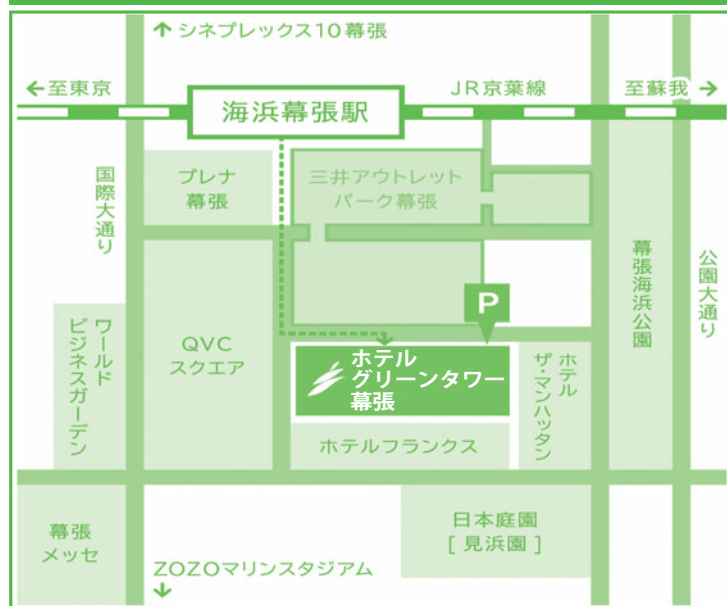 ↑ シネプレックス10幕張
←至東京
JR京葉線
至蘇我→
海浜幕張駅
国際大通り
プレナ
幕張
三井アウトレット
パーク幕張
幕張海浜公園
公園大通り
P
ワールド
ビジネスガーデン
QVC
スクエア
ホテル
グリーンタワー
幕張
ホテル
ザ・マンハッタン
ホテルフランクス
幕張
メッセ
日本庭園
[ 見浜園 ]
ZOZOマリンスタジアム
↓